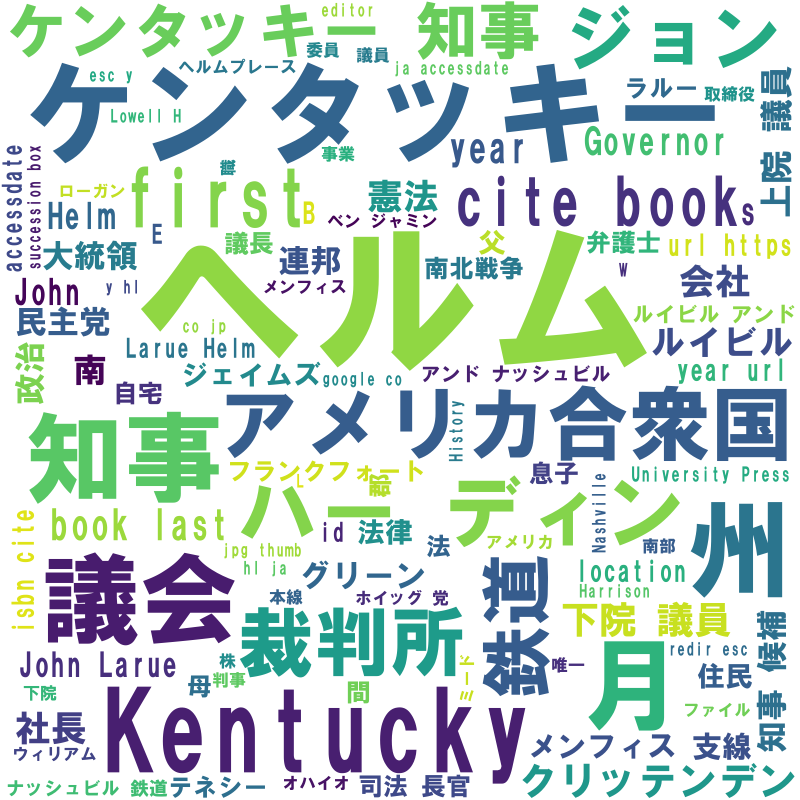 ケンタッキー 知事
editor
委員
議員
ジョン
ヘルムプレース
ja accessdate
esc y
Lowell H
ケンタッキー
ラルー
取締役
上院 議員
事業
year
Governor
accessdate
succession box
ローガン
first
B
憲法
cite book
s
Helm
E
ベン ジャミン
議長
父
弁護士
大統領
連邦
南北戦争
w
url https
John
y hl
メンフィス
会社
ヘルム
民主党
co jp
ルイビル アンド
Larue Helm
ルイビル
政治
南
ジェイムズ
google co
アンド ナッシュビル
year url
自宅
アメリカ合衆国
History
知事
フランクフォート
L
郡
息子
University Press
ハー ディン
isbn cite
book last
id
法律
法
アメリカ
Nashville
南部
州
jpg thumb
hl ja
議会
グリーン
鉄道
location
Harrison
本線
ホイッグ 党
裁判所
下院 議員
知事 候補
John Larue
株
判事
母
間
ミード
唯一
月
redir esc
住民
下院
Kentucky
ファイル
社長
ウィリアム
メンフィス 支線
ナッシュビル 鉄道
テネシー
オハイオ
司法 長官
クリッテンデン